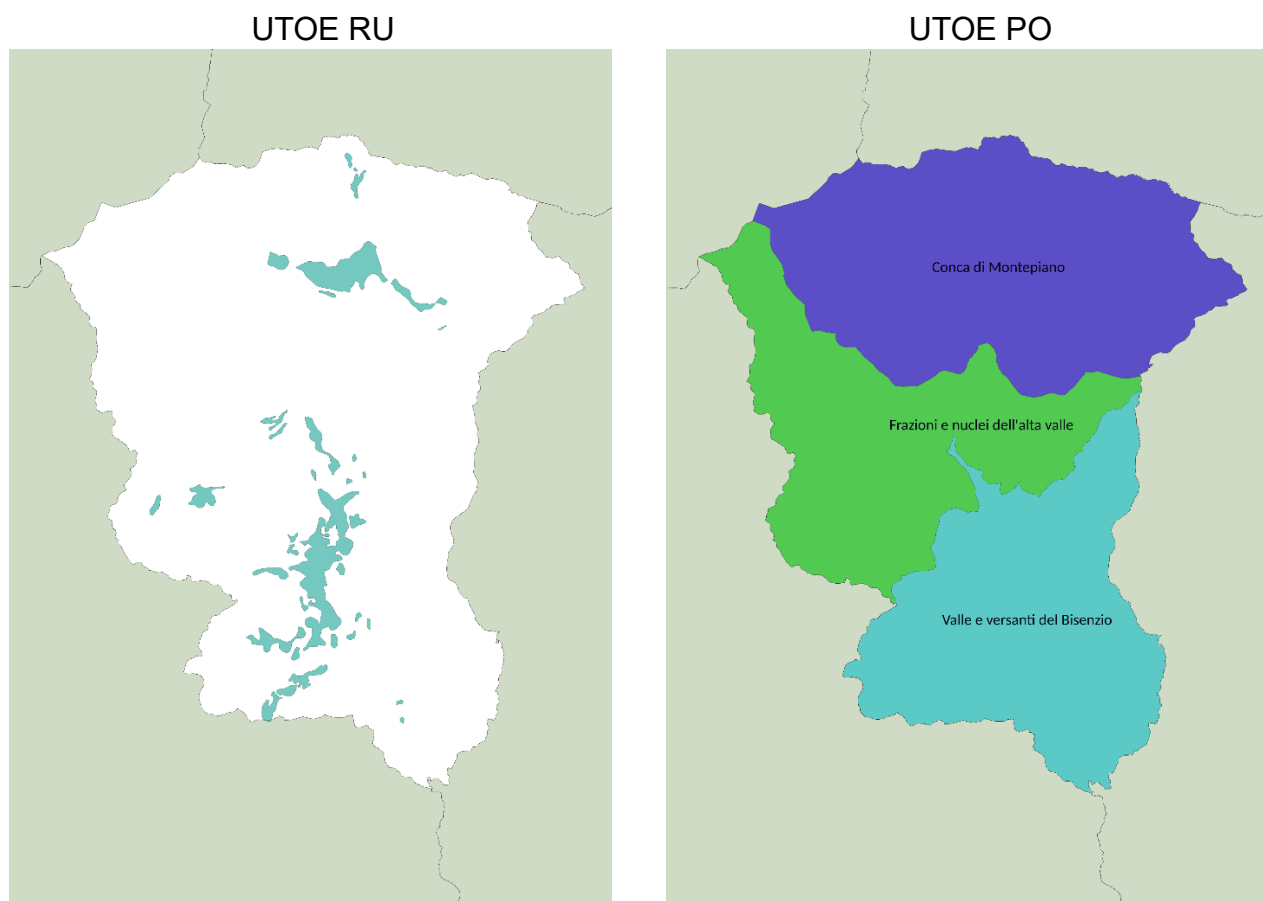 UTOE RU
UTOE PO
Conca di Montepiano
Frazioni e nuclei dell'alta valle
Valle e versanti del Bisenzio